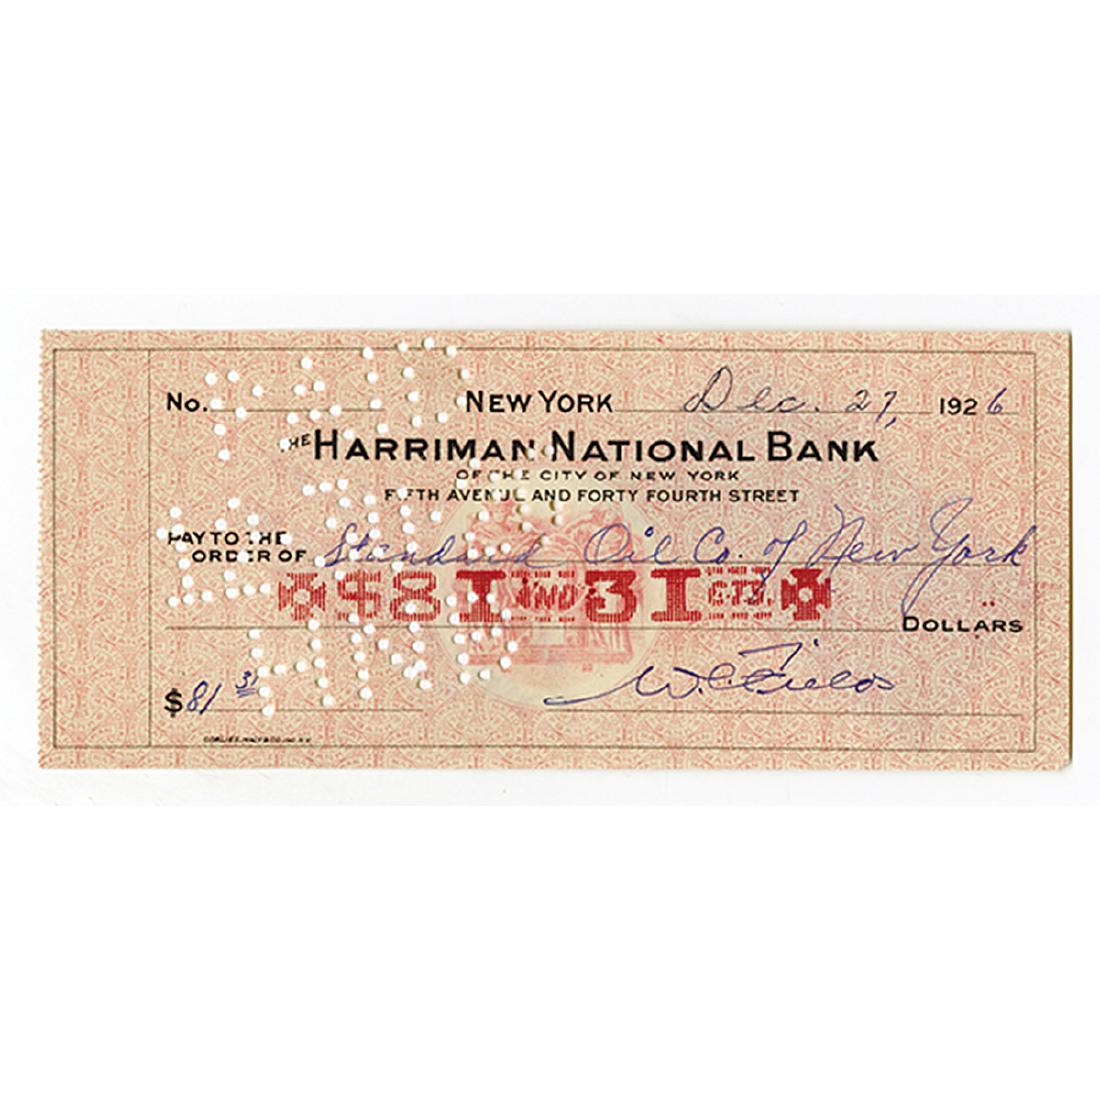 No. NEW YORK Dec. 27, 1926
THE HARRIMAN NATIONAL BANK
OF THE CITY OF NEW YORK
FIFTH AVENUE AND FORTY FOURTH STREET
PAY TO THE
ORDER OF Standard Oil Co. of New York
$81 AND 31 CTS.
DOLLARS
$81 31 W.C. Fields